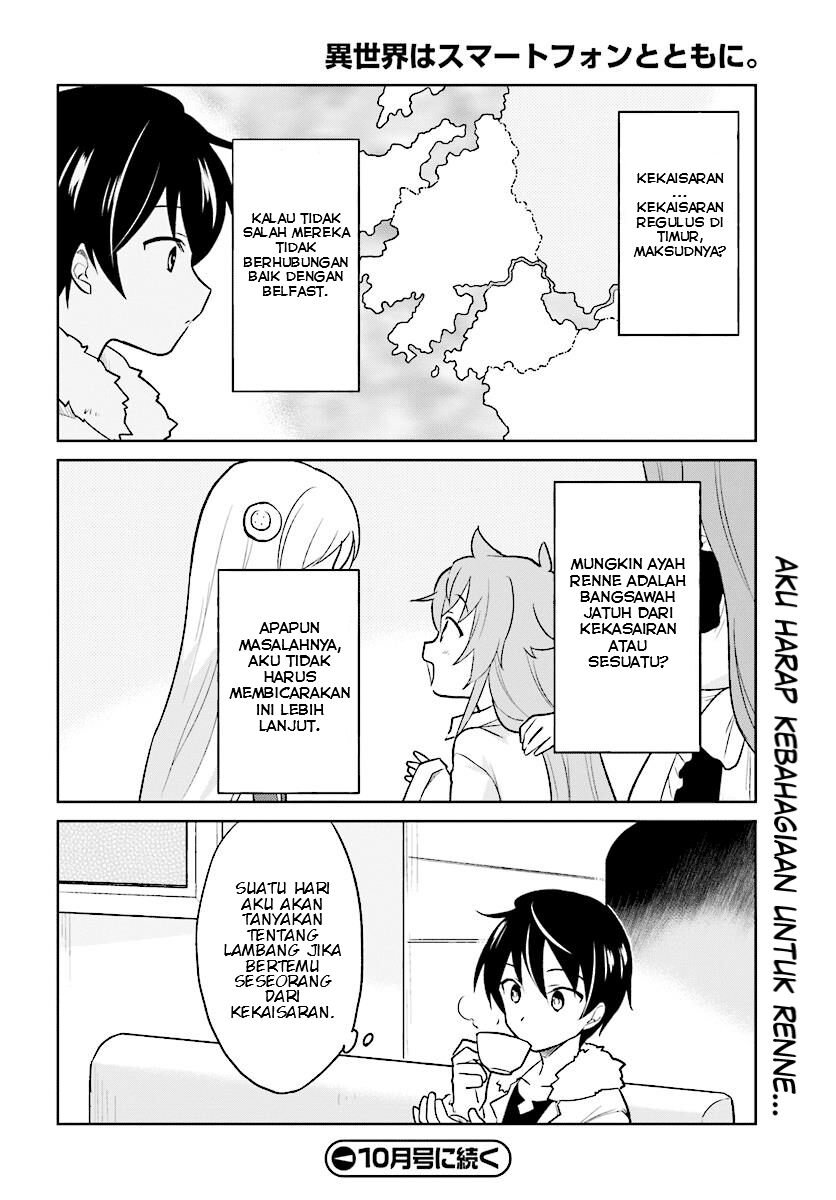 異世界はスマートフォンとともに。
KEKAISARAN
...
KEKAISARAN
REGULUS DI
TIMUR,
MAKSUDNYA?
KALAU TIDAK
SALAH MEREKA
TIDAK
BERHUBUNGAN
BAIK DENGAN
BELFAST.
MUNGKIN AYAH
RENNE ADALAH
BANGSAWAH
JATUH DARI
KEKASAIRAN
ATAU
SESUATU?
APAPUN
MASALAHNYA,
AKU TIDAK
HARUS
MEMBICARAKAN
INI LEBIH
LANJUT.
SUATU HARI
AKU AKAN
TANYAKAN
TENTANG
LAMBANG JIKA
BERTEMU
SESEORANG
DARI
KEKAISARAN.
AKU HARAP KEBAHAGIAAN UNTUK RENNE...
10月号に続く